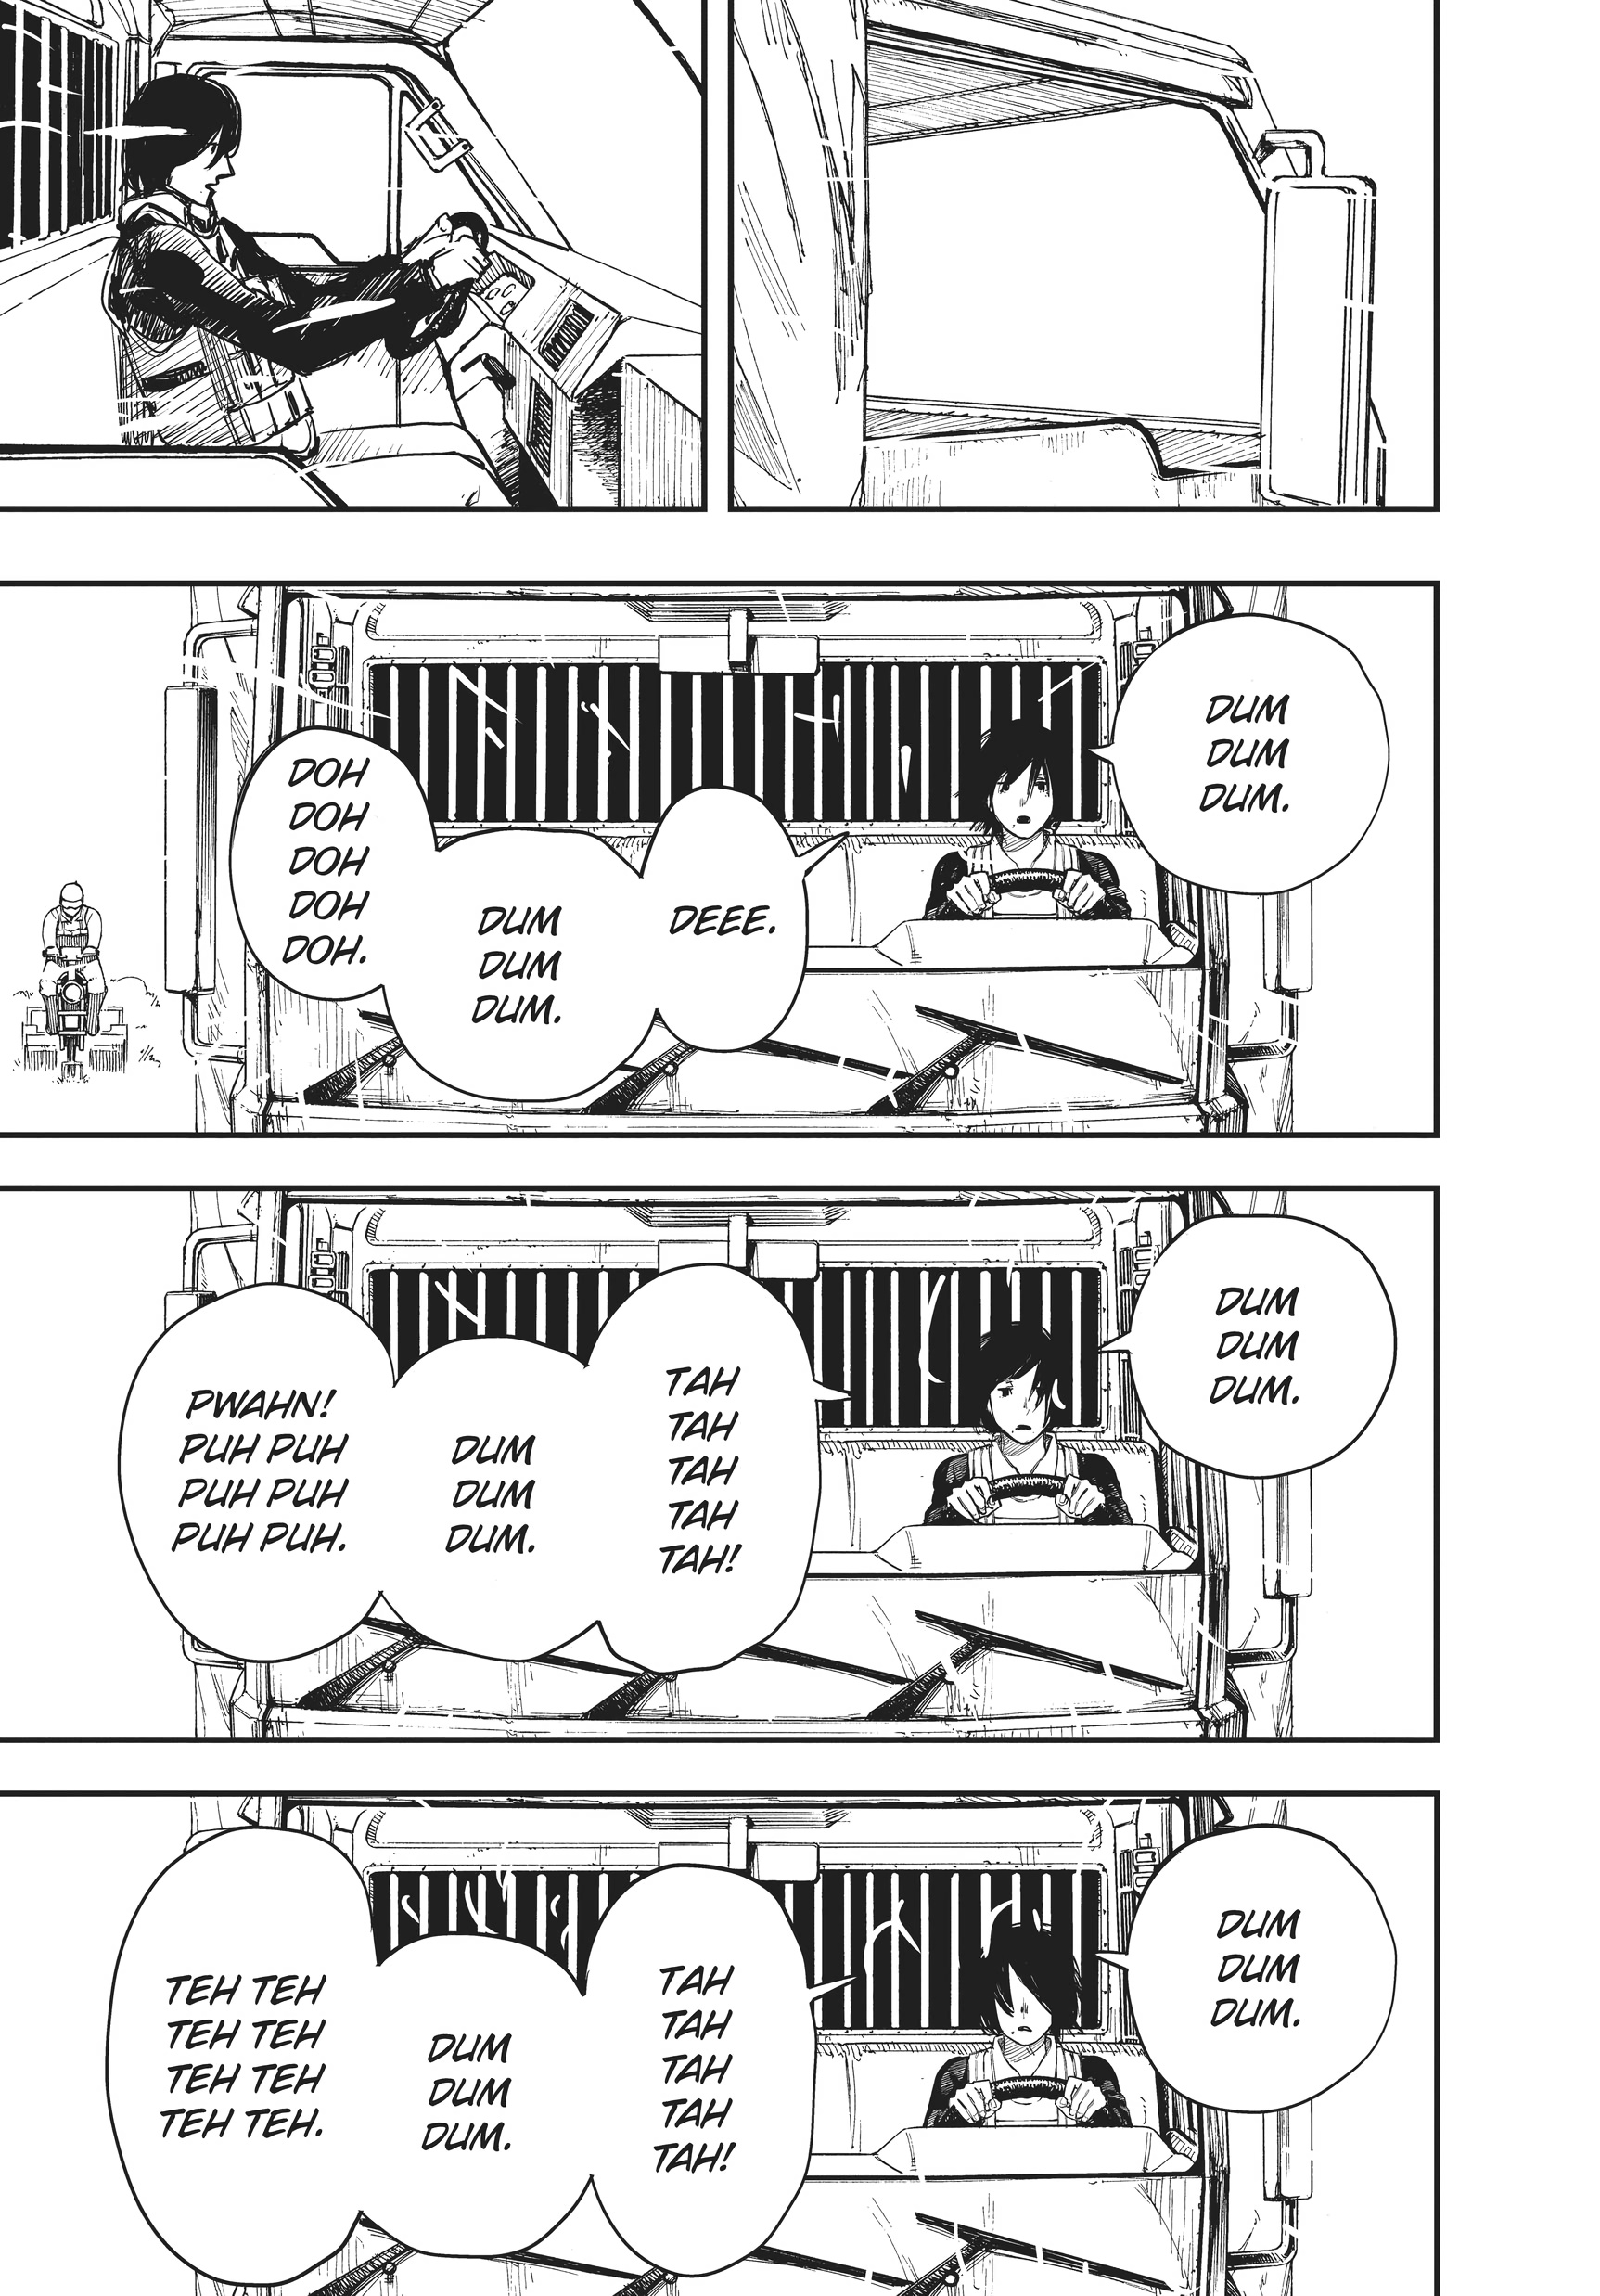 DUM
DUM
DUM.
DEEE.
DUM
DUM
DUM.
DOH
DOH
DOH
DOH
DOH.
DUM
DUM
DUM.
TAH
TAH
TAH
TAH
TAH!
DUM
DUM
DUM.
PWAHN!
PUH PUH
PUH PUH
PUH PUH.
DUM
DUM
DUM.
TAH
TAH
TAH
TAH
TAH!
DUM
DUM
DUM.
TEH TEH
TEH TEH
TEH TEH
TEH TEH.